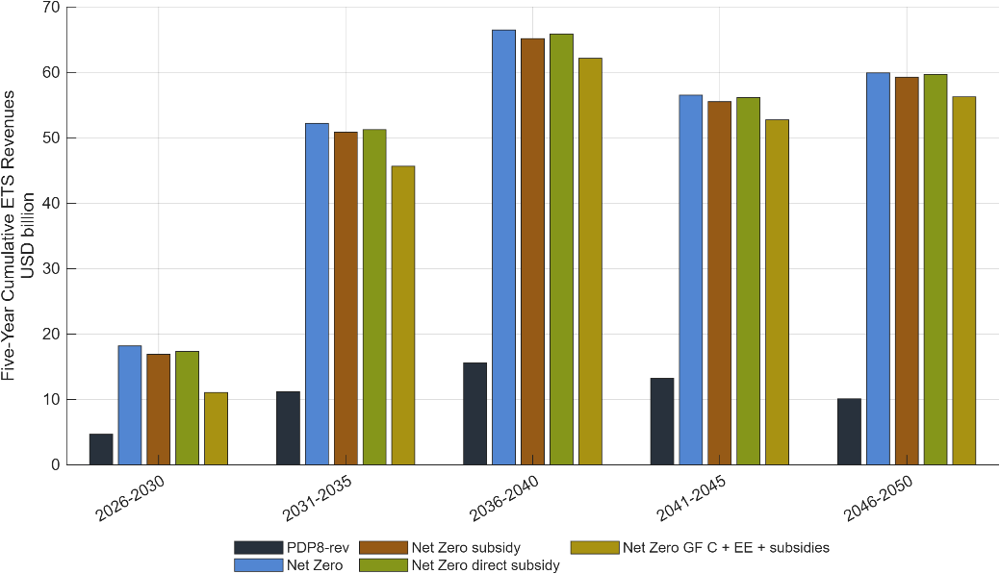 Five-Year Cumulative ETS Revenues
USD billion
70
60
50
40
30
20
10
0
2026-2030
2031-2035
2036-2040
2041-2045
2046-2050
PDP8-rev
Net Zero subsidy
Net Zero GF C + EE + subsidies
Net Zero
Net Zero direct subsidy